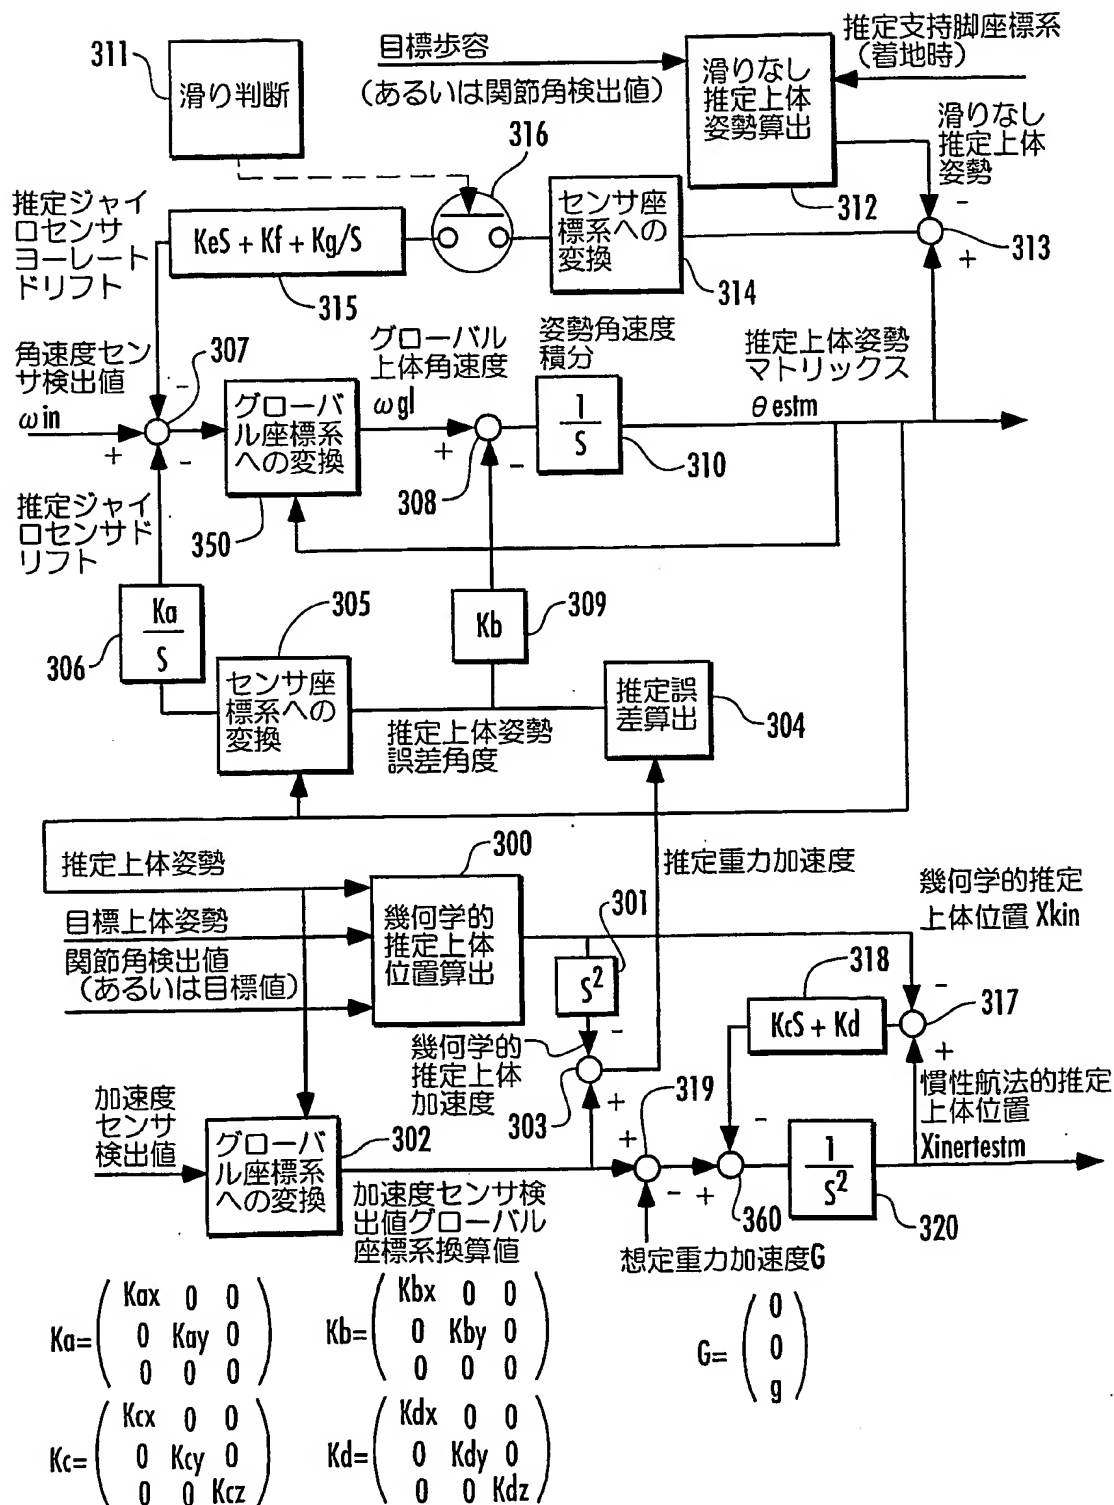 目標歩容
(あるいは関節角検出値)
311
滑り判断
滑りなし
推定上体
姿勢算出
312
推定支持脚座標系
(着地時)
滑りなし
推定上体
姿勢
316
推定ジャイ
ロセンサ
ヨーレート
ドリフト
KeS + Kf + Kg/S
315
センサ座
標系への
変換
314
-
+
313
角速度セン
サ検出値
ωin
307
-
+
-
グローバ
ル座標系
への変換
350
グローバル
上体角速度
ωgl
+
-
308
姿勢角速度
積分
1
S
310
推定上体姿勢
マトリックス
θestm
推定ジャイ
ロセンサド
リフト
Ka
S
306
305
センサ座
標系への
変換
Kb
309
推定上体姿勢
誤差角度
推定誤
差算出
304
推定上体姿勢
目標上体姿勢
関節角検出値
(あるいは目標値)
300
幾何学的
推定上体
位置算出
推定重力加速度
301
S²
-
幾何学的
推定上体
加速度
303
+
幾何学的推定
上体位置 Xkin
318
KcS + Kd
-
317
+
慣性航法的推定
上体位置
Xinertestm
加速度
センサ
検出値
グローバ
ル座標系
への変換
302
加速度センサ検
出値グローバル
座標系換算値
319
+
-
想定重力加速度G
-
+
360
1
S²
320
Ka=
Kax 0 0
0 Kay 0
0 0 0
Kb=
Kbx 0 0
0 Kby 0
0 0 0
G=
0
0
g
Kc=
Kcx 0 0
0 Kcy 0
0 0 Kcz
Kd=
Kdx 0 0
0 Kdy 0
0 0 Kdz